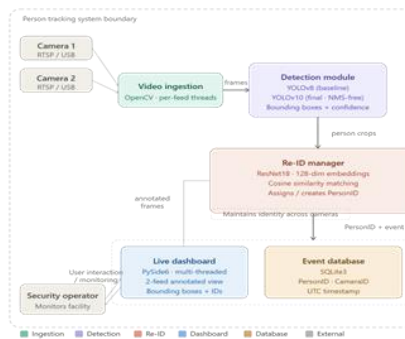 Person tracking system boundary
Camera 1
RTSP / USB
Camera 2
RTSP / USB
Video ingestion
OpenCV · per-feed threads
frames
Detection module
YOLOv8 (baseline)
YOLOv10 (final · NMS-free)
Bounding boxes + confidence
person crops
Re-ID manager
ResNet18 · 128-dim embeddings
Cosine similarity matching
Assigns / creates PersonID
annotated
frames
Maintains identity across cameras
PersonID + event
Live dashboard
PySide6 · multi-threaded
2-feed annotated view
Bounding boxes + IDs
Event database
SQLite3
PersonID · CameraID
UTC timestamp
User interaction
/ monitoring
Security operator
Monitors facility
Ingestion
Detection
Re-ID
Dashboard
Database
External